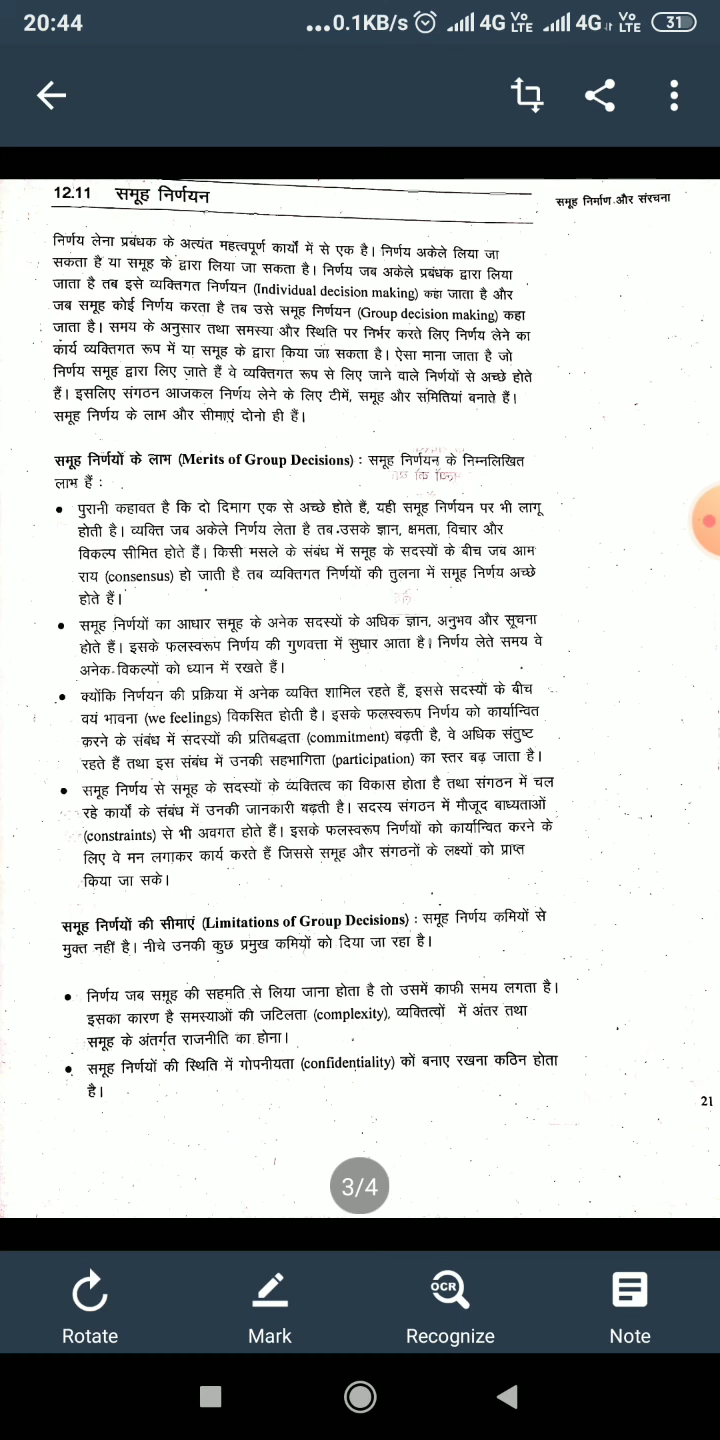 20:44
...0.1KB/s 4G Vo LTE 4G Vo LTE 31
12.11 समूह निर्णयन
समूह निर्माण और संरचना
निर्णय लेना प्रबंधक के अत्यंत महत्वपूर्ण कार्यों में से एक है। निर्णय अकेले लिया जा
सकता है या समूह के द्वारा लिया जा सकता है। निर्णय जब अकेले प्रबंधक द्वारा लिया
जाता है तब इसे व्यक्तिगत निर्णयन (Individual decision making) कहा जाता है और
जब समूह कोई निर्णय करता है तब उसे समूह निर्णयन (Group decision making) कहा
जाता है। समय के अनुसार तथा समस्या और स्थिति पर निर्भर करते लिए निर्णय लेने का
कार्य व्यक्तिगत रूप में या समूह के द्वारा किया जा सकता है। ऐसा माना जाता है जो
निर्णय समूह द्वारा लिए जाते हैं वे व्यक्तिगत रूप से लिए जाने वाले निर्णयों से अच्छे होते
हैं। इसलिए संगठन आजकल निर्णय लेने के लिए टीमें, समूह और समितियां बनाते हैं।
समूह निर्णय के लाभ और सीमाएं दोनो ही हैं।
समूह निर्णयों के लाभ (Merits of Group Decisions) : समूह निर्णयन के निम्नलिखित
लाभ हैं :
• पुरानी कहावत है कि दो दिमाग एक से अच्छे होते हैं, यही समूह निर्णयन पर भी लागू
होती है। व्यक्ति जब अकेले निर्णय लेता है तब उसके ज्ञान, क्षमता, विचार और
विकल्प सीमित होते हैं। किसी मसले के संबंध में समूह के सदस्यों के बीच जब आम
राय (consensus) हो जाती है तब व्यक्तिगत निर्णयों की तुलना में समूह निर्णय अच्छे
होते हैं।
• समूह निर्णयों का आधार समूह के अनेक सदस्यों के अधिक ज्ञान, अनुभव और सूचना
होते हैं। इसके फलस्वरूप निर्णय की गुणवत्ता में सुधार आता है। निर्णय लेते समय वे
अनेक विकल्पों को ध्यान में रखते हैं।
• क्योंकि निर्णयन की प्रक्रिया में अनेक व्यक्ति शामिल रहते हैं, इससे सदस्यों के बीच
वयं भावना (we feelings) विकसित होती है। इसके फलस्वरूप निर्णय को कार्यान्वित
करने के संबंध में सदस्यों की प्रतिबद्धता (commitment) बढ़ती है, वे अधिक संतुष्ट
रहते हैं तथा इस संबंध में उनकी सहभागिता (participation) का स्तर बढ़ जाता है।
• समूह निर्णय से समूह के सदस्यों के व्यक्तित्व का विकास होता है तथा संगठन में चल
रहे कार्यों के संबंध में उनकी जानकारी बढ़ती है। सदस्य संगठन में मौजूद बाध्यताओं
(constraints) से भी अवगत होते हैं। इसके फलस्वरूप निर्णयों को कार्यान्वित करने के
लिए वे मन लगाकर कार्य करते हैं जिससे समूह और संगठनों के लक्ष्यों को प्राप्त
किया जा सके।
समूह निर्णयों की सीमाएं (Limitations of Group Decisions) : समूह निर्णय कमियों से
मुक्त नहीं है। नीचे उनकी कुछ प्रमुख कमियों को दिया जा रहा है।
• निर्णय जब समूह की सहमति से लिया जाना होता है तो उसमें काफी समय लगता है।
इसका कारण है समस्याओं की जटिलता (complexity), व्यक्तित्वों में अंतर तथा
समूह के अंतर्गत राजनीति का होना।
• समूह निर्णयों की स्थिति में गोपनीयता (confidentiality) को बनाए रखना कठिन होता
है।
21
3/4
OCR
Rotate Mark Recognize Note